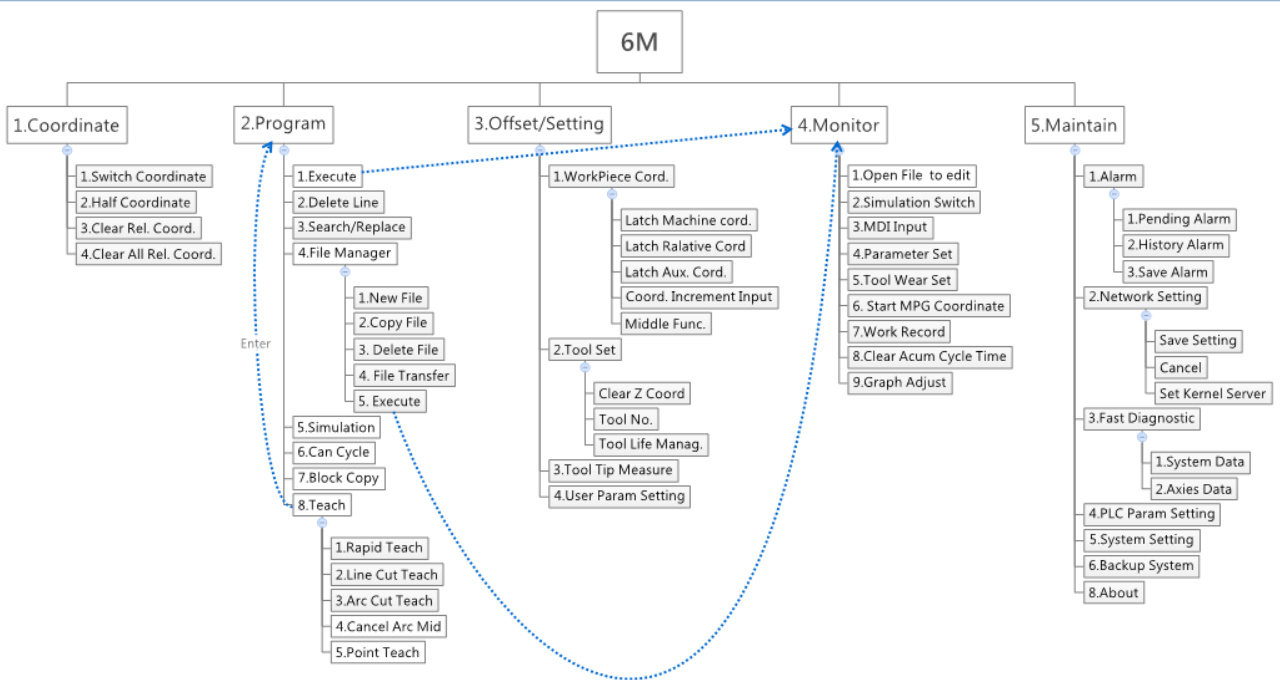 6M
1.Coordinate
1.Switch Coordinate
2.Half Coordinate
3.Clear Rel. Coord.
4.Clear All Rel. Coord.
2.Program
1.Execute
2.Delete Line
3.Search/Replace
4.File Manager
1.New File
2.Copy File
3. Delete File
4. File Transfer
5. Execute
5.Simulation
6.Can Cycle
7.Block Copy
8.Teach
1.Rapid Teach
2.Line Cut Teach
3.Arc Cut Teach
4.Cancel Arc Mid
5.Point Teach
Enter
3.Offset/Setting
1.WorkPiece Cord.
Latch Machine cord.
Latch Ralative Cord
Latch Aux. Cord.
Coord. Increment Input
Middle Func.
2.Tool Set
Clear Z Coord
Tool No.
Tool Life Manag.
3.Tool Tip Measure
4.User Param Setting
4.Monitor
1.Open File to edit
2.Simulation Switch
3.MDI Input
4.Parameter Set
5.Tool Wear Set
6. Start MPG Coordinate
7.Work Record
8.Clear Acum Cycle Time
9.Graph Adjust
5.Maintain
1.Alarm
1.Pending Alarm
2.History Alarm
3.Save Alarm
2.Network Setting
Save Setting
Cancel
Set Kernel Server
3.Fast Diagnostic
1.System Data
2.Axies Data
4.PLC Param Setting
5.System Setting
6.Backup System
8.About